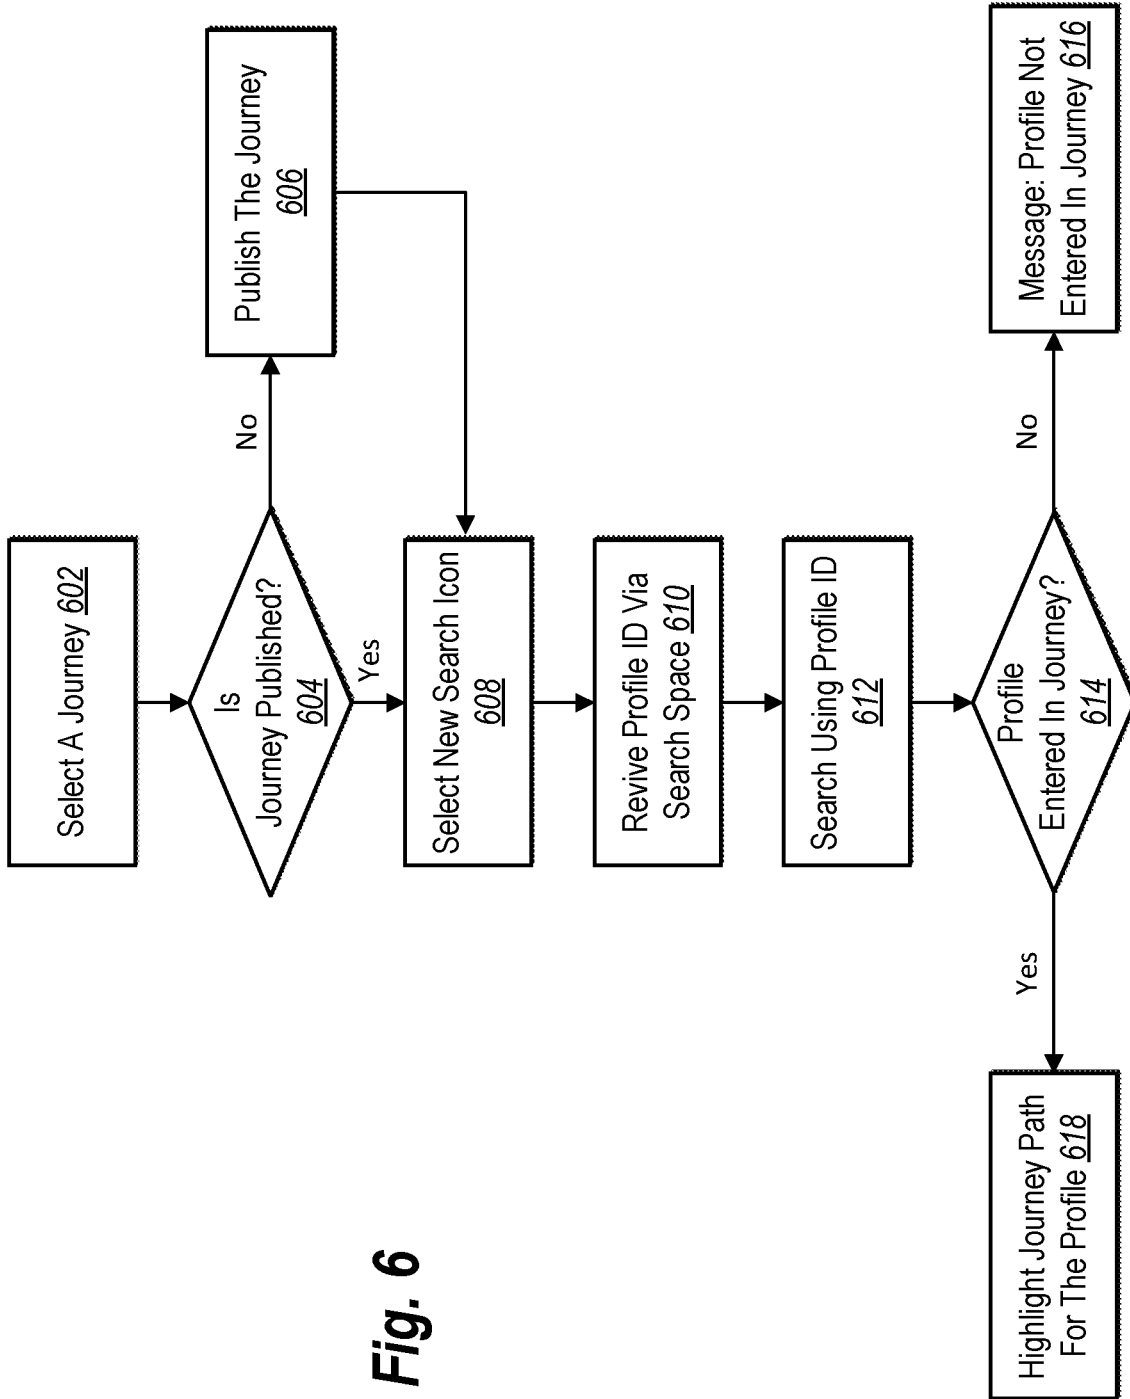 Select A Journey 602
Is
Journey Published?
604
No
Publish The Journey
606
Yes
Select New Search Icon
608
Revive Profile ID Via
Search Space 610
Search Using Profile ID
612
Profile
Entered In Journey?
614
No
Message: Profile Not
Entered In Journey 616
Yes
Highlight Journey Path
For The Profile 618
Fig. 6